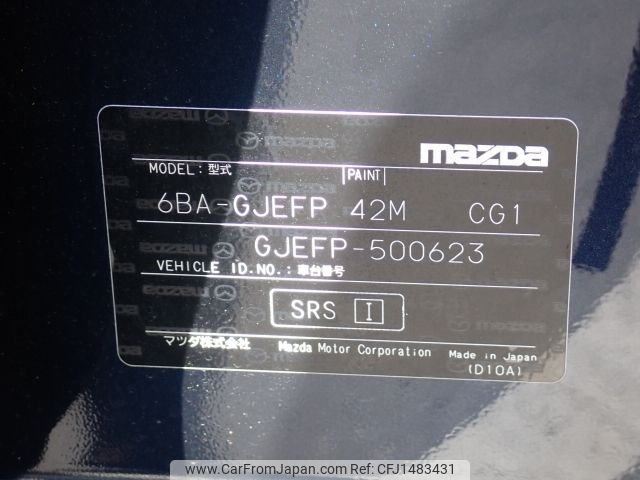 mazda
MODEL:型式 PAINT
6BA-GJEFP 42M CG1
GJEFP-500623
VEHICLE ID.NO.:車台番号
SRS I
マツダ株式会社 Mazda Motor Corporation Made in Japan
(D10A)
www.CarFromJapan.com | © CFJ1483431